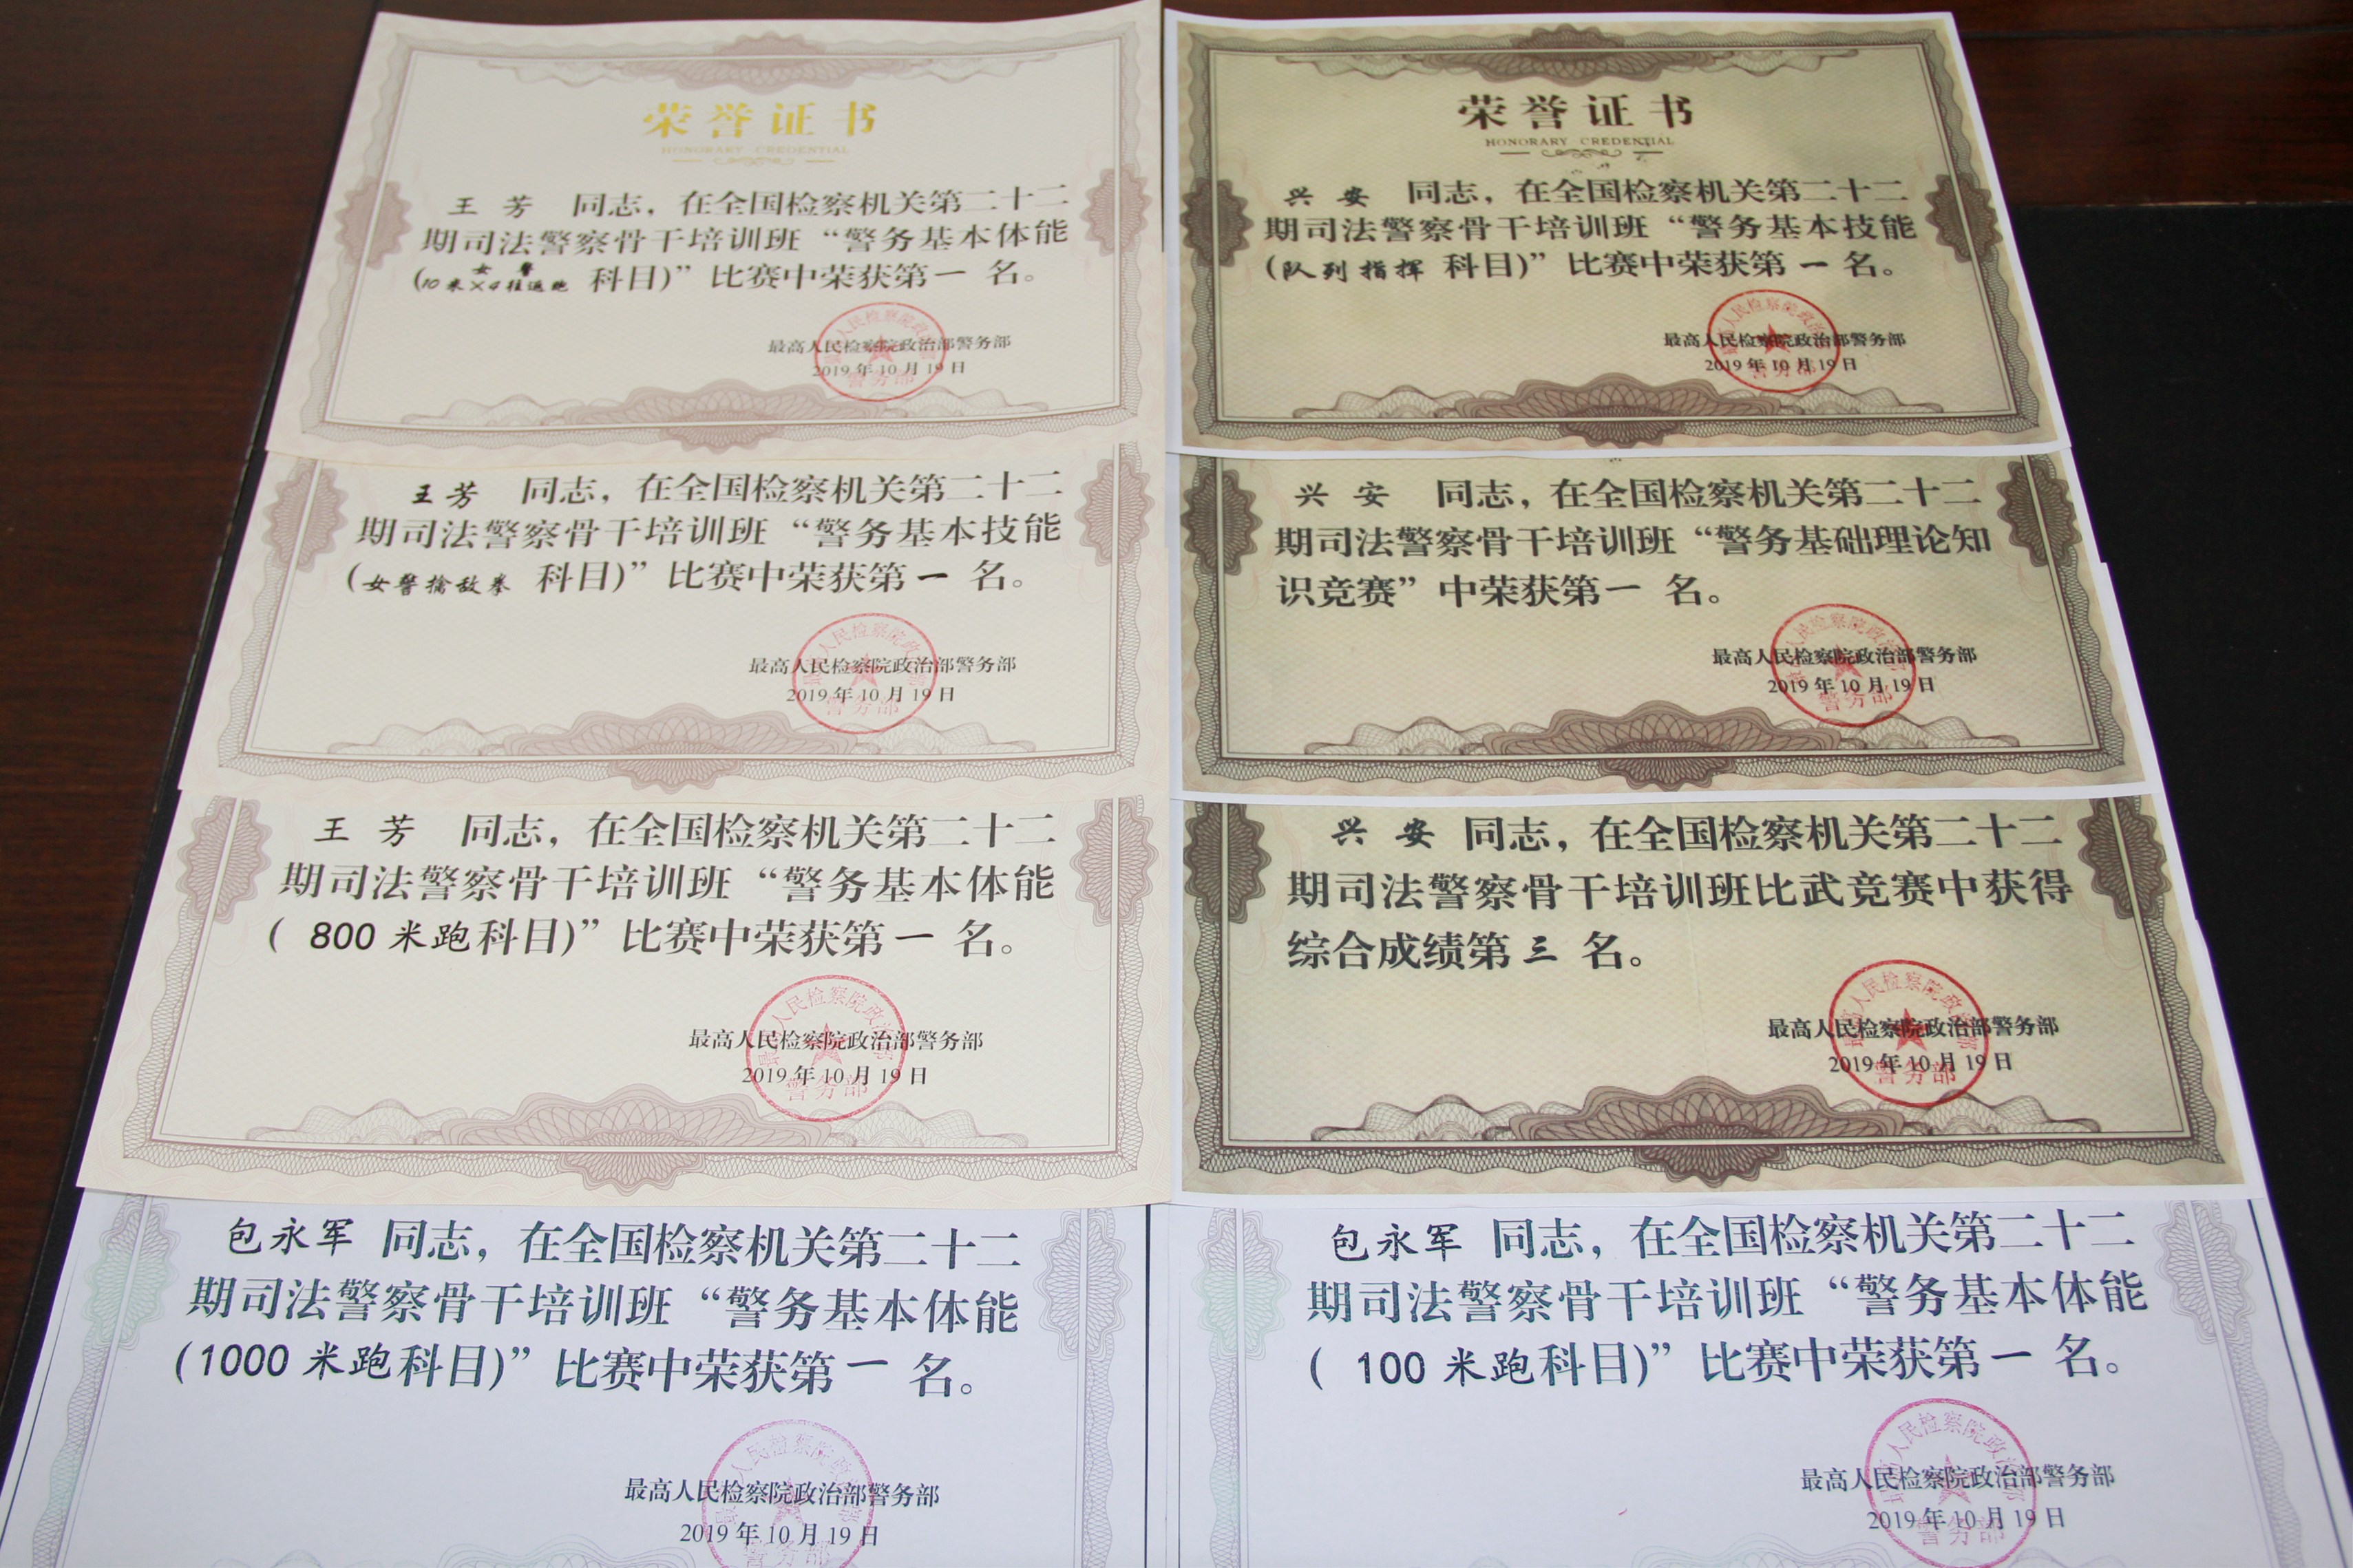 荣誉证书
HONORARY CREDENTIAL
王芳 同志，在全国检察机关第二十二
期司法警察骨干培训班“警务基本体能
女警
(10米×4往返跑 科目)”比赛中荣获第一名。
最高人民检察院政治部警务部
2019年10月19日
王芳 同志，在全国检察机关第二十二
期司法警察骨干培训班“警务基本技能
(女警擒敌拳 科目)”比赛中荣获第一名。
最高人民检察院政治部警务部
2019年10月19日
王芳 同志，在全国检察机关第二十二
期司法警察骨干培训班“警务基本体能
( 800米跑科目)”比赛中荣获第一名。
最高人民检察院政治部警务部
2019年10月19日
包永军 同志，在全国检察机关第二十二
期司法警察骨干培训班“警务基本体能
(1000米跑科目)”比赛中荣获第一名。
最高人民检察院政治部警务部
2019年10月19日
荣誉证书
HONORARY CREDENTIAL
兴安 同志，在全国检察机关第二十二
期司法警察骨干培训班“警务基本技能
(队列指挥 科目)”比赛中荣获第一名。
最高人民检察院政治部警务部
2019年10月19日
兴安 同志，在全国检察机关第二十二
期司法警察骨干培训班“警务基础理论知
识竞赛”中荣获第一名。
最高人民检察院政治部警务部
2019年10月19日
兴安 同志，在全国检察机关第二十二
期司法警察骨干培训班比武竞赛中获得
综合成绩第三名。
最高人民检察院政治部警务部
2019年10月19日
包永军 同志，在全国检察机关第二十二
期司法警察骨干培训班“警务基本体能
( 100米跑科目)”比赛中荣获第一名。
最高人民检察院政治部警务部
2019年10月19日